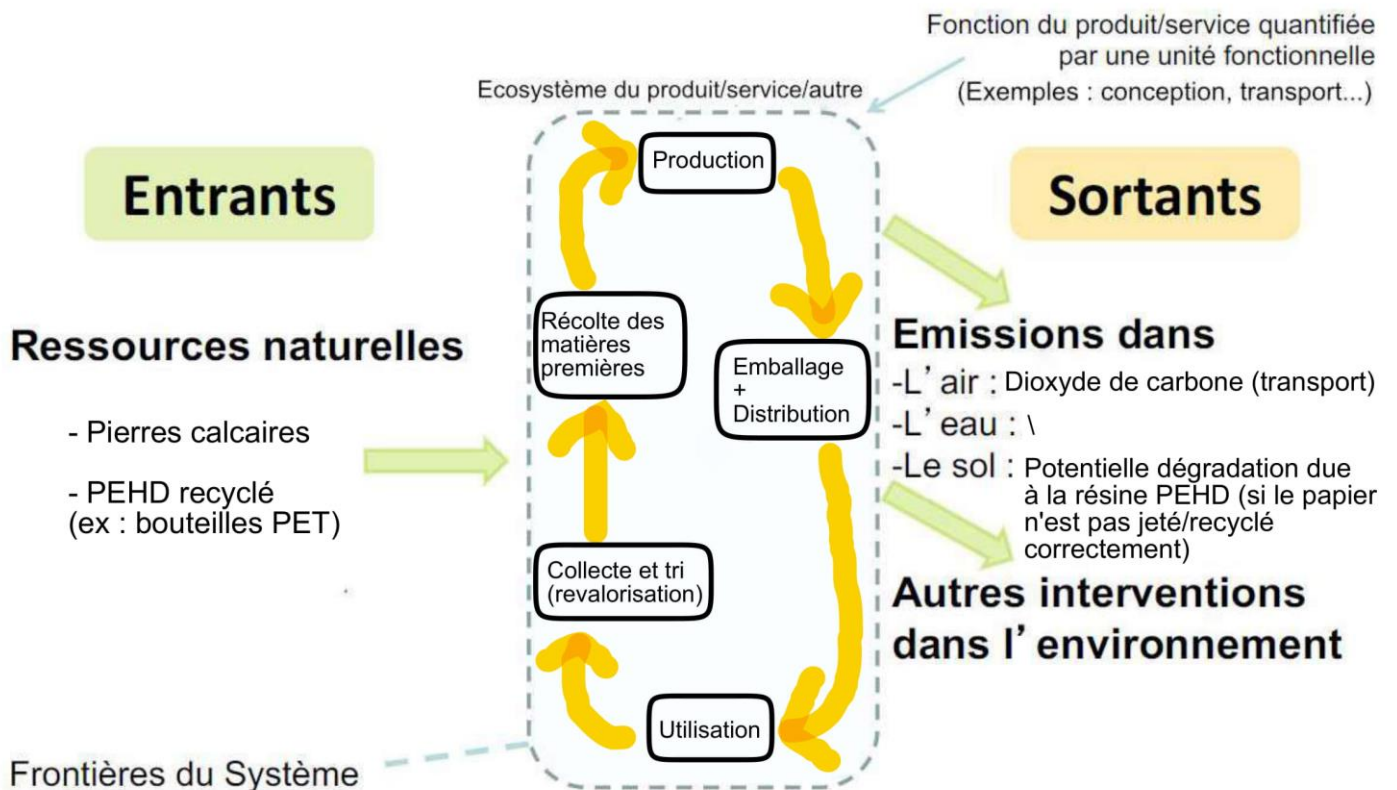 Fonction du produit/service quantifiée
par une unité fonctionnelle
(Exemples : conception, transport...)
Ecosystème du produit/service/autre
Entrants
Ressources naturelles
- Pierres calcaires
- PEHD recyclé
(ex : bouteilles PET)
Production
Récolte des
matières
premières
Emballage
+
Distribution
Collecte et tri
(revalorisation)
Utilisation
Sortants
Emissions dans
-L' air : Dioxyde de carbone (transport)
-L' eau : \
-Le sol : Potentielle dégradation due
à la résine PEHD (si le papier
n'est pas jeté/recyclé
correctement)
Autres interventions
dans l' environnement
Frontières du Système